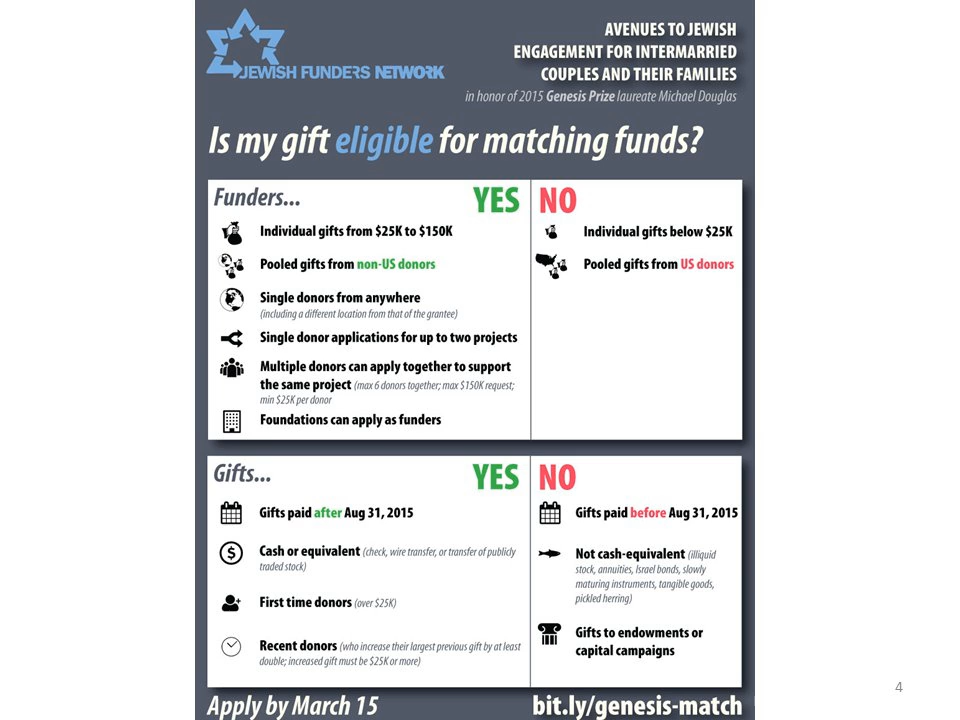 JEWISH FUNDERS NETWORK
AVENUES TO JEWISH
ENGAGEMENT FOR INTERMARRIED
COUPLES AND THEIR FAMILIES
in honor of 2015 Genesis Prize laureate Michael Douglas
Is my gift eligible for matching funds?
Funders...
YES
Individual gifts from $25K to $150K
Pooled gifts from non-US donors
Single donors from anywhere
(including a different location from that of the grantee)
Single donor applications for up to two projects
Multiple donors can apply together to support
the same project (max 6 donors together; max $150K request;
min $25K per donor
Foundations can apply as funders
NO
Individual gifts below $25K
Pooled gifts from US donors
Gifts...
YES
Gifts paid after Aug 31, 2015
Cash or equivalent (check, wire transfer, or transfer of publicly
traded stock)
First time donors (over $25K)
Recent donors (who increase their largest previous gift by at least
double; increased gift must be $25K or more)
NO
Gifts paid before Aug 31, 2015
Not cash-equivalent (illiquid
stock, annuities, Israel bonds, slowly
maturing instruments, tangible goods,
pickled herring)
Gifts to endowments or
capital campaigns
Apply by March 15
bit.ly/genesis-match
4